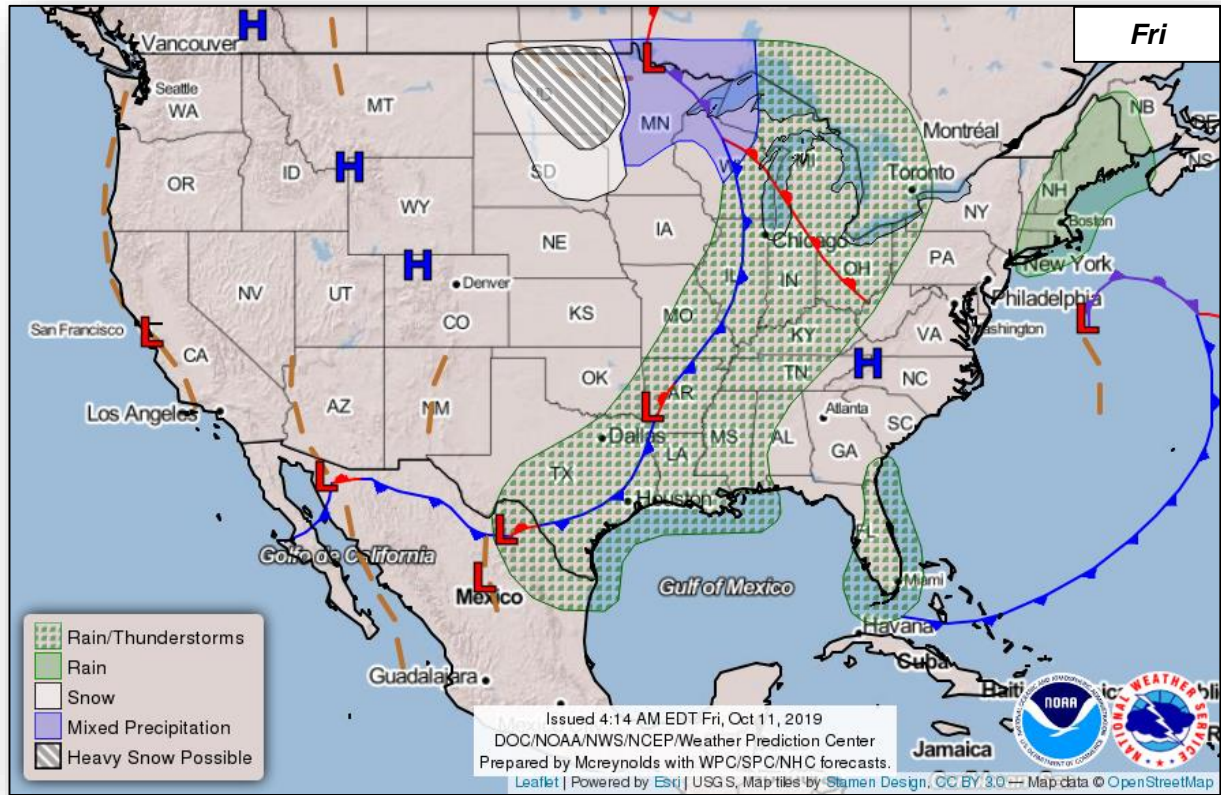 Fri
H
Vancouver
NB
Seattle
WA
MT
L
MN
Montréal
NS
H
OR
ID
SD
WI
MI
Toronto
NH
WY
NY
Boston
IA
H
NE
Chicago
New York
NV
UT
Denver
IL
IN
OH
PA
Philadelphia
San Francisco
L
CO
KS
MO
KY
VA
L
CA
H
OK
TN
NC
Los Angeles
AZ
NM
L
AR
Atlanta
SC
Dallas
MS
AL
GA
L
TX
LA
Houston
L
FL
Golfo de California
L
Mexico
Gulf of Mexico
Miami
Havana
Cuba
Guadalajara
Jamaica
Rain/Thunderstorms
Rain
Snow
Mixed Precipitation
Heavy Snow Possible
NOAA
NATIONAL WEATHER SERVICE
Issued 4:14 AM EDT Fri, Oct 11, 2019
DOC/NOAA/NWS/NCEP/Weather Prediction Center
Prepared by Mcreynolds with WPC/SPC/NHC forecasts.
Leaflet | Powered by Esri | USGS, Map tiles by Stamen Design, CC BY 3.0 — Map data © OpenStreetMap